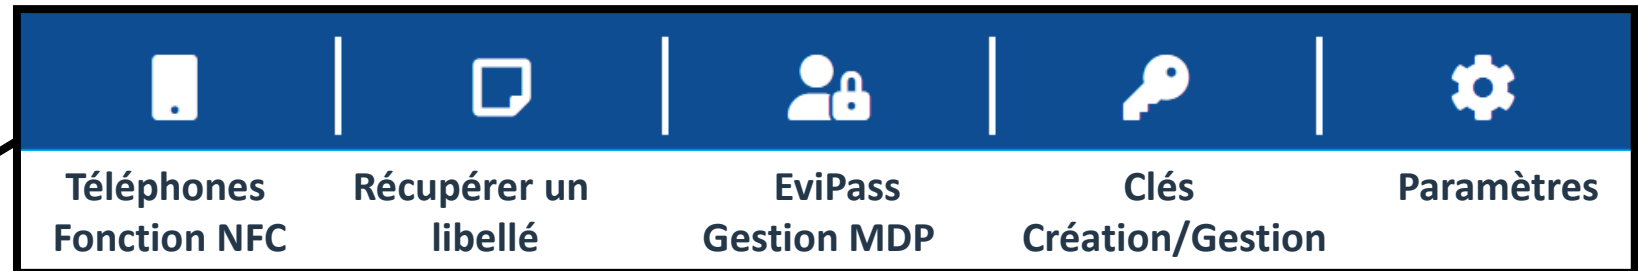 Téléphones
Fonction NFC
Récupérer un
libellé
EviPass
Gestion MDP
Clés
Création/Gestion
Paramètres